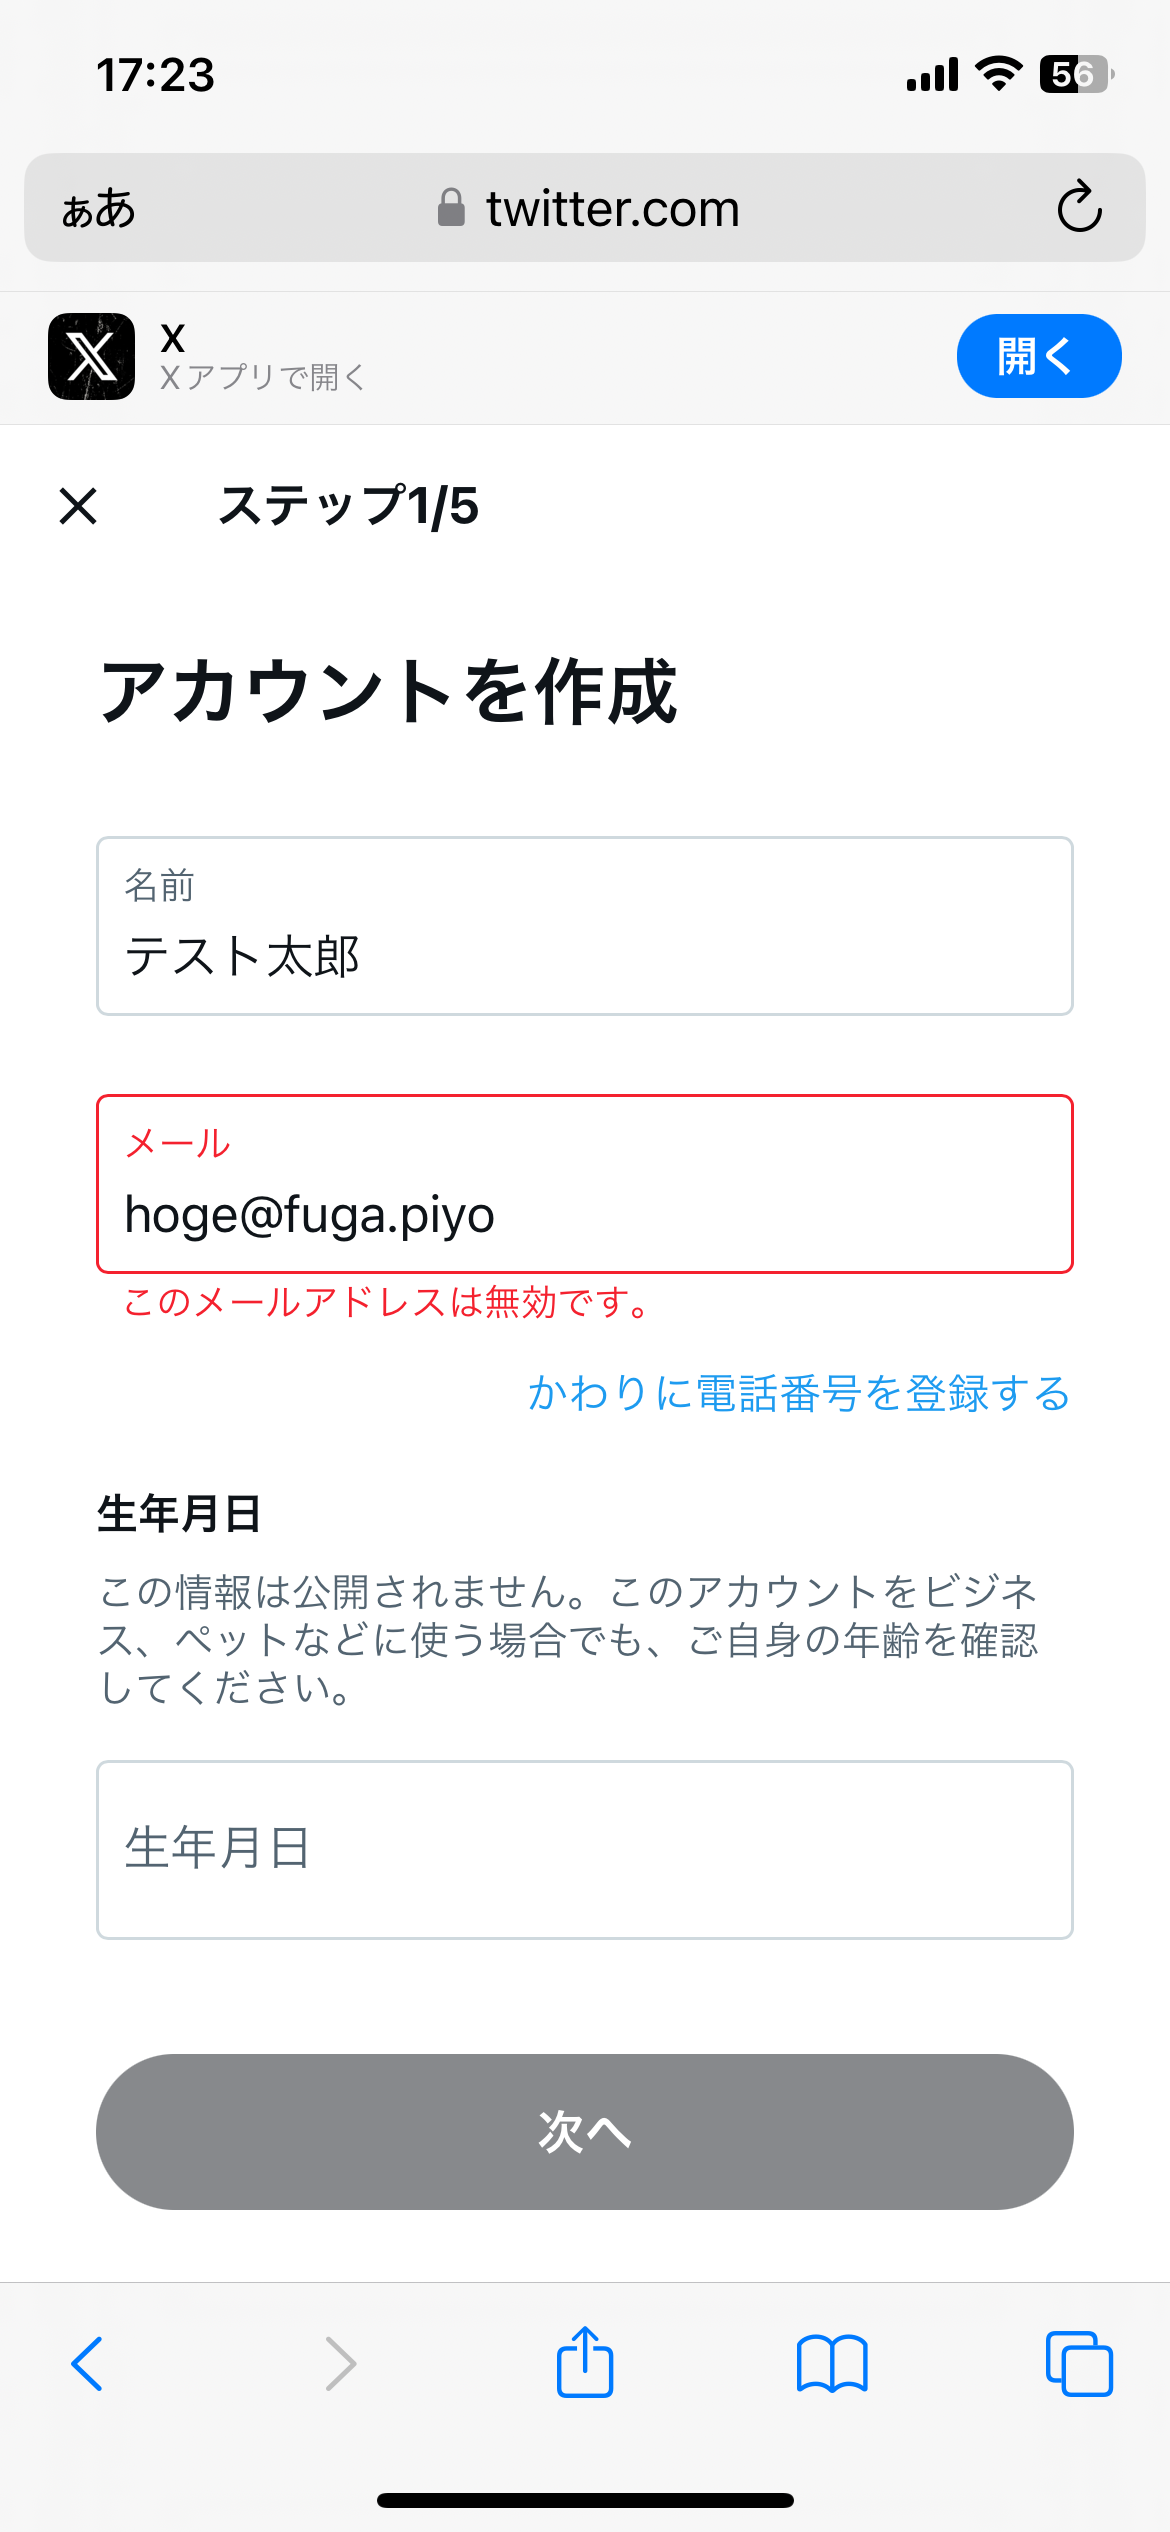 17:23
56
ぁあ
twitter.com
X
X アプリで開く
開く
ステップ1/5
アカウントを作成
名前
テスト太郎
メール
hoge@fuga.piyo
このメールアドレスは無効です。
かわりに電話番号を登録する
生年月日
この情報は公開されません。このアカウントをビジネ
ス、ペットなどに使う場合でも、ご自身の年齢を確認
してください。
生年月日
次へ